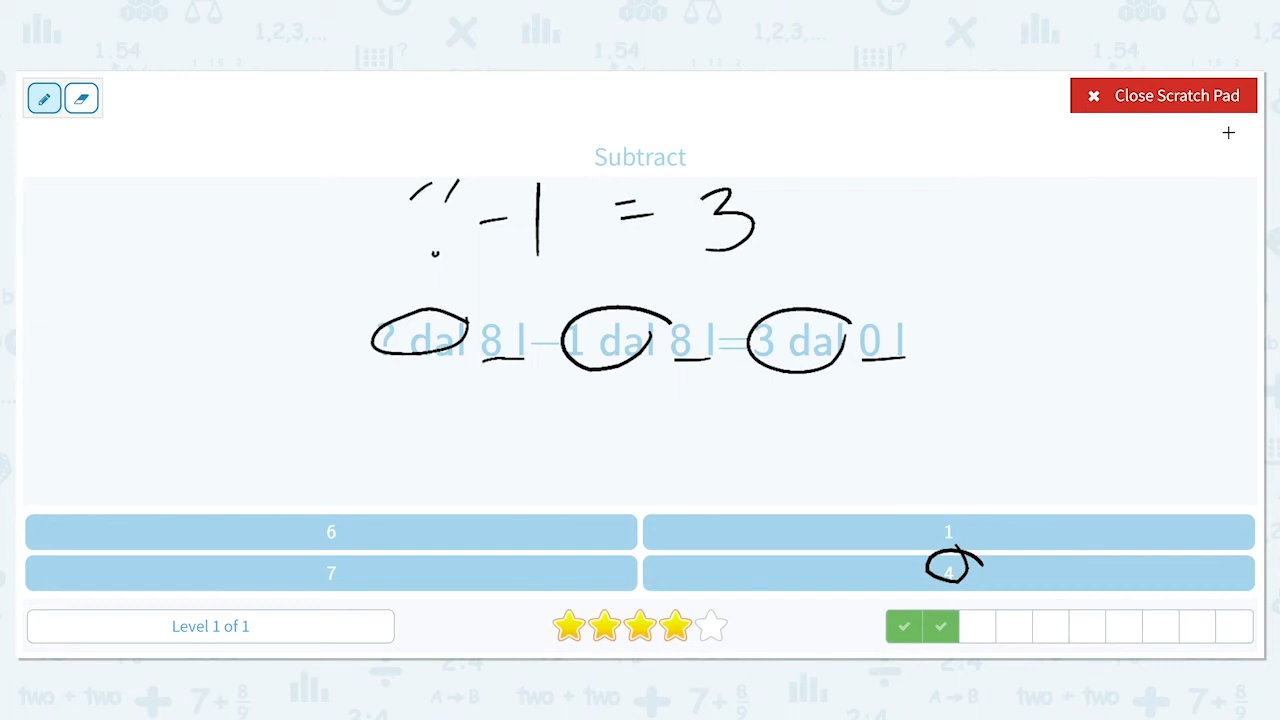 Close Scratch Pad
Subtract
? - 1 = 3
? dal 8 l−1 dal 8 l=3 dal 0 l
6
1
7
4
Level 1 of 1